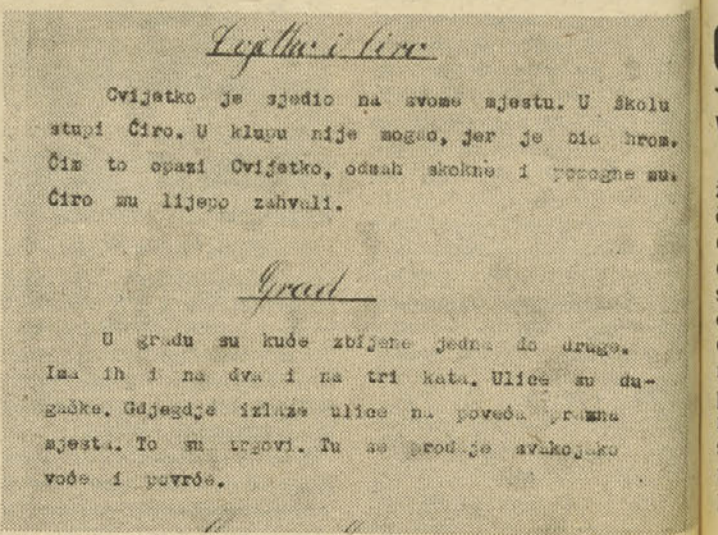 Cvijetko i Ćiro
Cvijetko je sjedio na svome mjestu. U školu
stupi Ćiro. U klupu nije mogao, jer je bio hrom.
Čim to opazi Cvijetko, odmah skokne i pomogne mu.
Ćiro mu lijepo zahvali.
Grad
U gradu su kuće zbijene jedna do druge.
Ima ih i na dva i na tri kata. Ulice su du-
gačke. Gdjegdje izlaze ulice na poveća prazna
mjesta. To su trgovi. Tu se prodaje svakojako
voće i povrće.